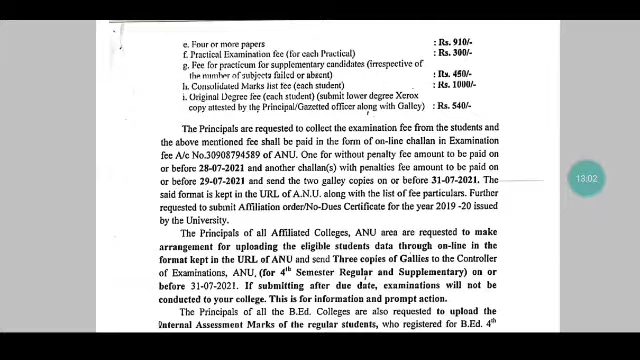 e. Four or more papers : Rs. 910/-
f. Practical Examination fee (for each Practical) : Rs. 300/-
g. Fee for practicum for supplementary candidates (irrespective of
the number of subjects failed or absent) : Rs. 450/-
h. Consolidated Marks list fee (each student) : Rs. 1000/-
i. Original Degree fee (each student) (submit lower degree Xerox
copy attested by the Principal/Gazetted officer along with Galley) : Rs. 540/-
The Principals are requested to collect the examination fee from the students and
the above mentioned fee shall be paid in the form of on-line challan in Examination
fee A/c No.30908794589 of ANU. One for without penalty fee amount to be paid on
or before 28-07-2021 and another challan(s) with penalties fee amount to be paid on
or before 29-07-2021 and send the two galley copies on or before 31-07-2021. The
said format is kept in the URL of A.N.U along with the list of fee particulars. Further
requested to submit Affiliation order/No-Dues Certificate for the year 2019-20 issued
by the University.
The Principals of all Affiliated Colleges, ANU area are requested to make
arrangement for uploading the eligible students data through on-line in the
format kept in the URL of ANU and send Three copies of Gallies to the Controller
of Examinations, ANU, (for 4th Semester Regular and Supplementary) on or
before 31-07-2021. If submitting after due date, examinations will not be
conducted to your college. This is for information and prompt action.
The Principals of all the B.Ed. Colleges are also requested to upload the
Internal Assessment Marks of the regular students, who registered for B.Ed. 4th
13:02